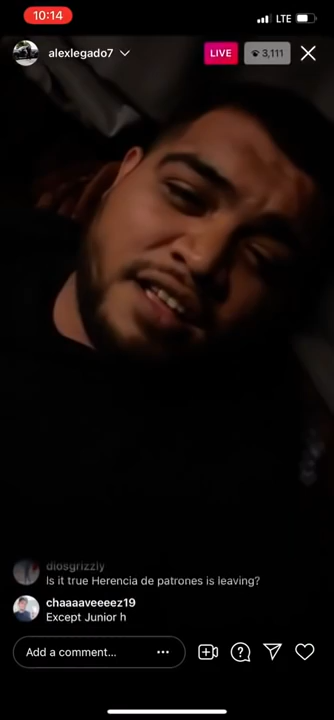 10:14
LTE
alexlegado7
LIVE
3,111
diosgrizzly
Is it true Herencia de patrones is leaving?
chaaaaveeeez19
Except Junior h
Add a comment...